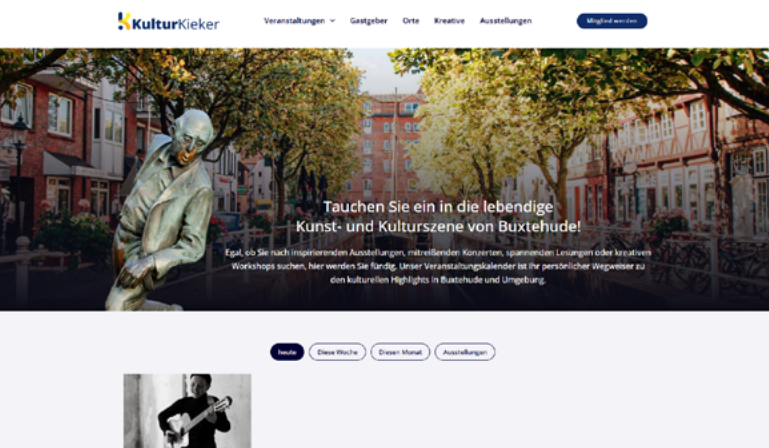 KulturKieker
Veranstaltungen
Gastgeber
Orte
Kreative
Ausstellungen
Mitglied werden
Tauchen Sie ein in die lebendige
Kunst- und Kulturszene von Buxtehude!
Egal, ob Sie nach inspirierenden Ausstellungen, mitreißenden Konzerten, spannenden Lesungen oder kreativen
Workshops suchen, hier werden Sie fündig. Unser Veranstaltungskalender ist Ihr persönlicher Wegweiser zu
den kulturellen Highlights in Buxtehude und Umgebung.
heute
Diese Woche
Diesen Monat
Ausstellungen